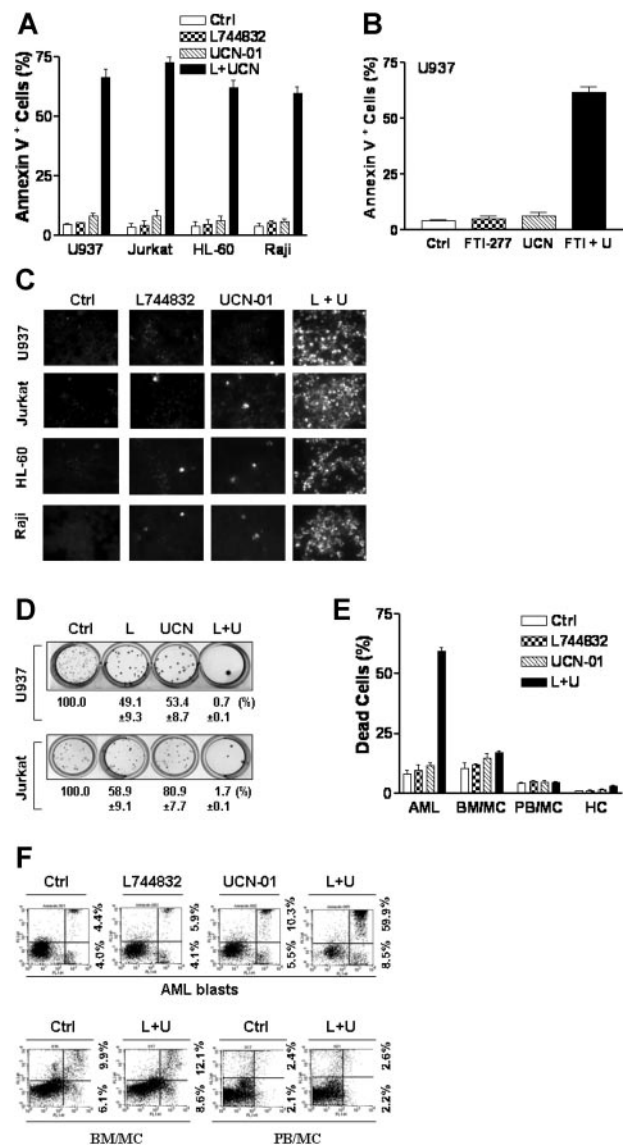 A
Ctrl
L744832
UCN-01
L+UCN
Annexin V + Cells (%)
75
50
25
0
U937 Jurkat HL-60 Raji
B
U937
Annexin V + Cells (%)
75
50
25
0
Ctrl FTI-277 UCN FTI + U
C
Ctrl L744832 UCN-01 L + U
U937
Jurkat
HL-60
Raji
D
Ctrl L UCN L+U
U937
100.0 49.1 53.4 0.7 (%)
±9.3 ±8.7 ±0.1
Jurkat
100.0 58.9 80.9 1.7 (%)
±9.1 ±7.7 ±0.1
E
Ctrl
L744832
UCN-01
L+U
Dead Cells (%)
75
50
25
0
AML BM/MC PB/MC HC
F
Ctrl L744832 UCN-01 L+U
4.4% 5.9% 10.3% 59.9%
4.0% 4.1% 5.5% 8.5%
AML blasts
Ctrl L+U Ctrl L+U
9.9% 12.1% 2.4% 2.6%
6.1% 8.6% 2.1% 2.2%
BM/MC PB/MC